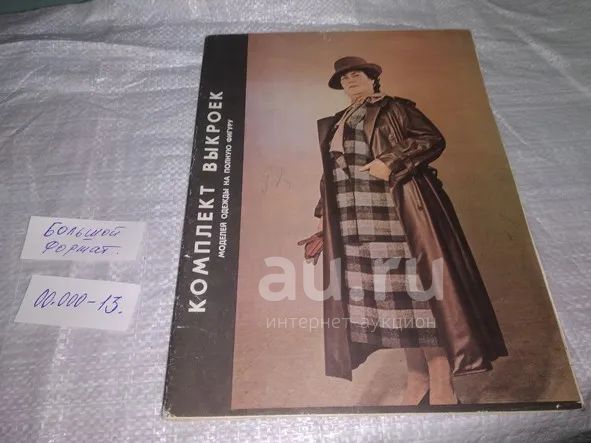 КОМПЛЕКТ ВЫКРОЕК
МОДЕЛЕЙ ОДЕЖДЫ НА ПОЛНУЮ ФИГУРУ
БОЛЬШОЙ
ФОРМАТ.
00.000-13.
au.ru
интернет-аукцион